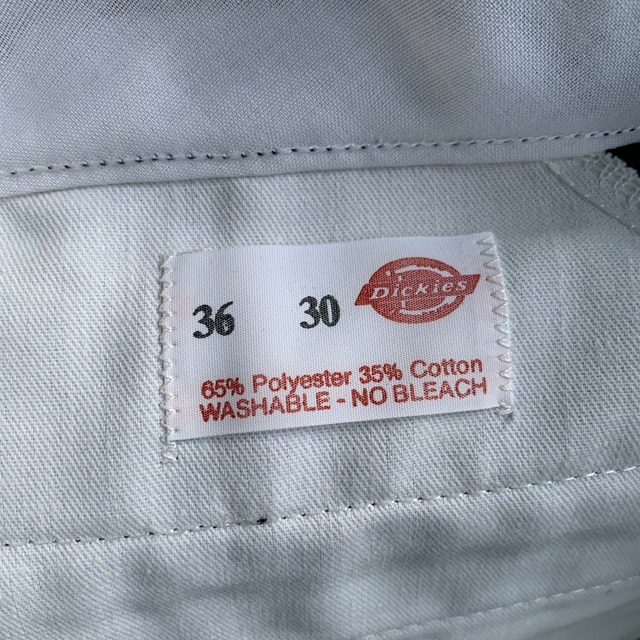 36 30 Dickies
65% Polyester 35% Cotton
WASHABLE - NO BLEACH